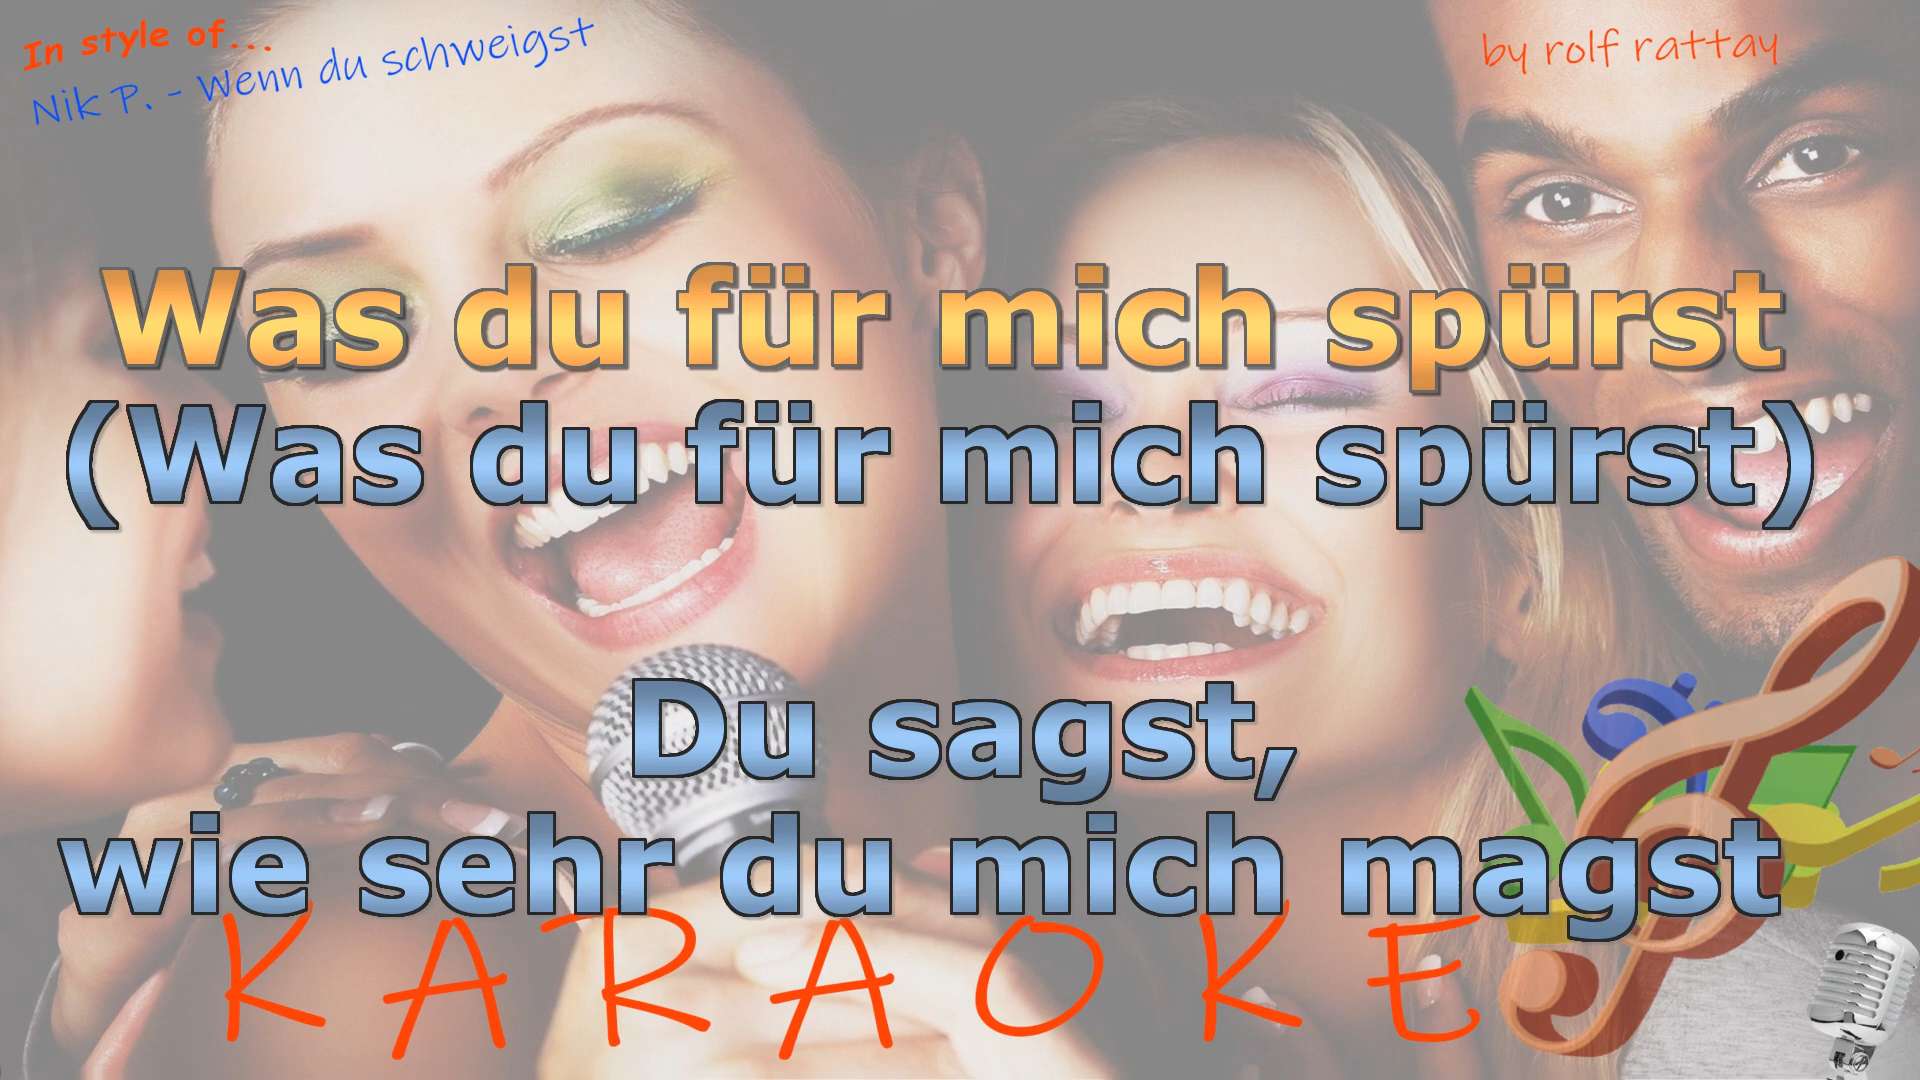 In style of...
Nik P. - Wenn du schweigst
by rolf rattay
Was du für mich spürst
(Was du für mich spürst)
Du sagst,
wie sehr du mich magst
KARAOKE